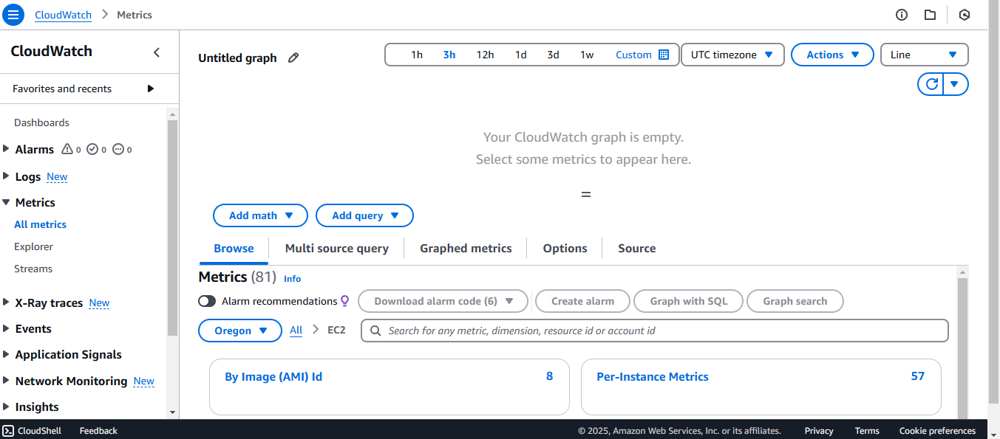 CloudWatch > Metrics
CloudWatch
Favorites and recents
Dashboards
Alarms 0 0 0
Logs New
Metrics
All metrics
Explorer
Streams
X-Ray traces New
Events
Application Signals
Network Monitoring New
Insights
Untitled graph
1h 3h 12h 1d 3d 1w Custom
UTC timezone
Actions
Line
Your CloudWatch graph is empty.
Select some metrics to appear here.
Add math
Add query
Browse
Multi source query
Graphed metrics
Options
Source
Metrics (81) Info
Alarm recommendations
Download alarm code (6)
Create alarm
Graph with SQL
Graph search
Oregon
All > EC2
Search for any metric, dimension, resource id or account id
By Image (AMI) Id 8
Per-Instance Metrics 57
CloudShell
Feedback
© 2025, Amazon Web Services, Inc. or its affiliates.
Privacy
Terms
Cookie preferences